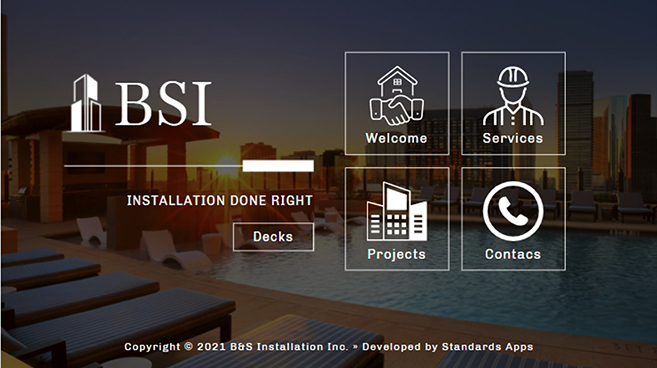 BSI
INSTALLATION DONE RIGHT
Decks
Welcome
Services
Projects
Contacs
Copyright © 2021 B&S Installation Inc. » Developed by Standards Apps